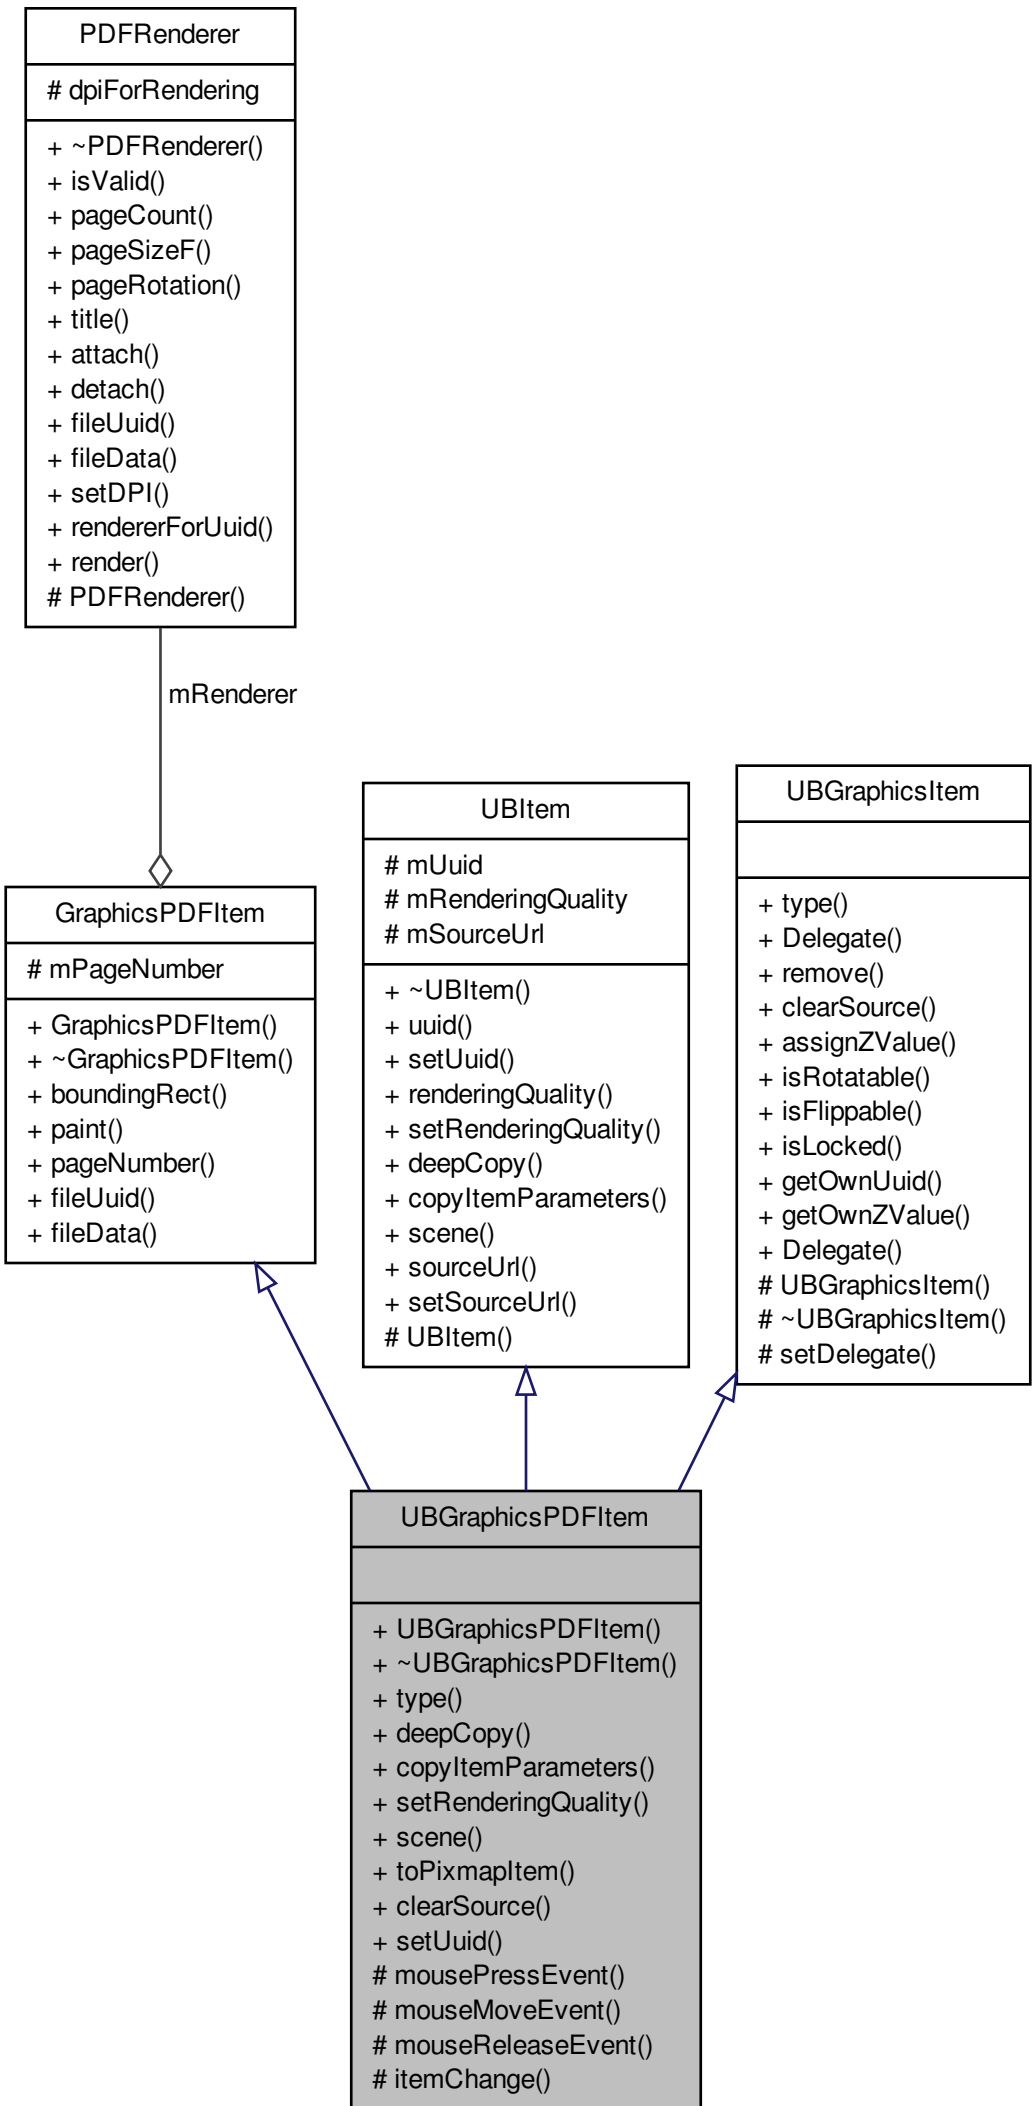 PDFRenderer
# dpiForRendering
+ ~PDFRenderer()
+ isValid()
+ pageCount()
+ pageSizeF()
+ pageRotation()
+ title()
+ attach()
+ detach()
+ fileUuid()
+ fileData()
+ setDPI()
+ rendererForUuid()
+ render()
# PDFRenderer()
mRenderer
GraphicsPDFItem
# mPageNumber
+ GraphicsPDFItem()
+ ~GraphicsPDFItem()
+ boundingRect()
+ paint()
+ pageNumber()
+ fileUuid()
+ fileData()
UBItem
# mUuid
# mRenderingQuality
# mSourceUrl
+ ~UBItem()
+ uuid()
+ setUuid()
+ renderingQuality()
+ setRenderingQuality()
+ deepCopy()
+ copyItemParameters()
+ scene()
+ sourceUrl()
+ setSourceUrl()
# UBItem()
UBGraphicsItem
+ type()
+ Delegate()
+ remove()
+ clearSource()
+ assignZValue()
+ isRotatable()
+ isFlippable()
+ isLocked()
+ getOwnUuid()
+ getOwnZValue()
+ Delegate()
# UBGraphicsItem()
# ~UBGraphicsItem()
# setDelegate()
UBGraphicsPDFItem
+ UBGraphicsPDFItem()
+ ~UBGraphicsPDFItem()
+ type()
+ deepCopy()
+ copyItemParameters()
+ setRenderingQuality()
+ scene()
+ toPixmapItem()
+ clearSource()
+ setUuid()
# mousePressEvent()
# mouseMoveEvent()
# mouseReleaseEvent()
# itemChange()